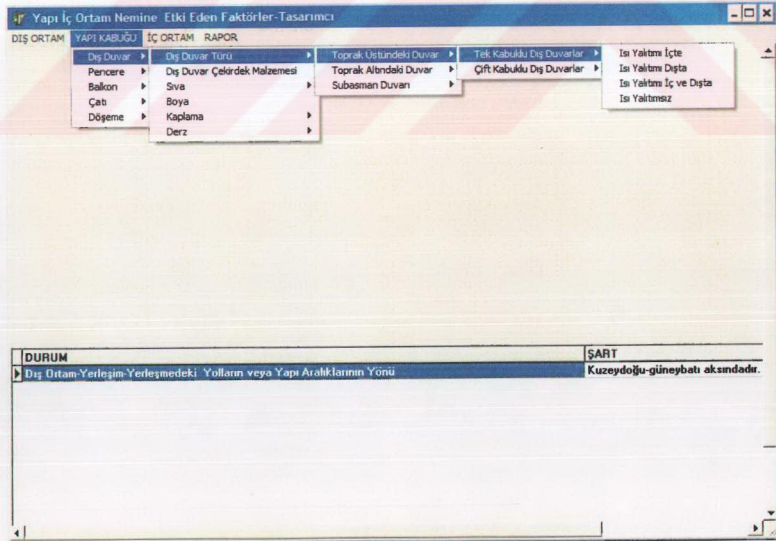 Yapı İç Ortam Nemine Etki Eden Faktörler-Tasarımcı
DIŞ ORTAM YAPI KABUĞU İÇ ORTAM RAPOR
Dış Duvar
Pencere
Balkon
Çatı
Döşeme
Dış Duvar Türü
Dış Duvar Çekirdek Malzemesi
Sıva
Boya
Kaplama
Derz
Toprak Üstündeki Duvar
Toprak Altındaki Duvar
Subasman Duvarı
Tek Kabuklu Dış Duvarlar
Çift Kabuklu Dış Duvarlar
Isı Yalıtımı İçte
Isı Yalıtımı Dışta
Isı Yalıtımı İç ve Dışta
Isı Yalıtımsız
DURUM ŞART
Dış Ortam-Yerleşim-Yerleşmedeki Yolların veya Yapı Aralıklarının Yönü Kuzeydoğu-güneybatı aksındadır.